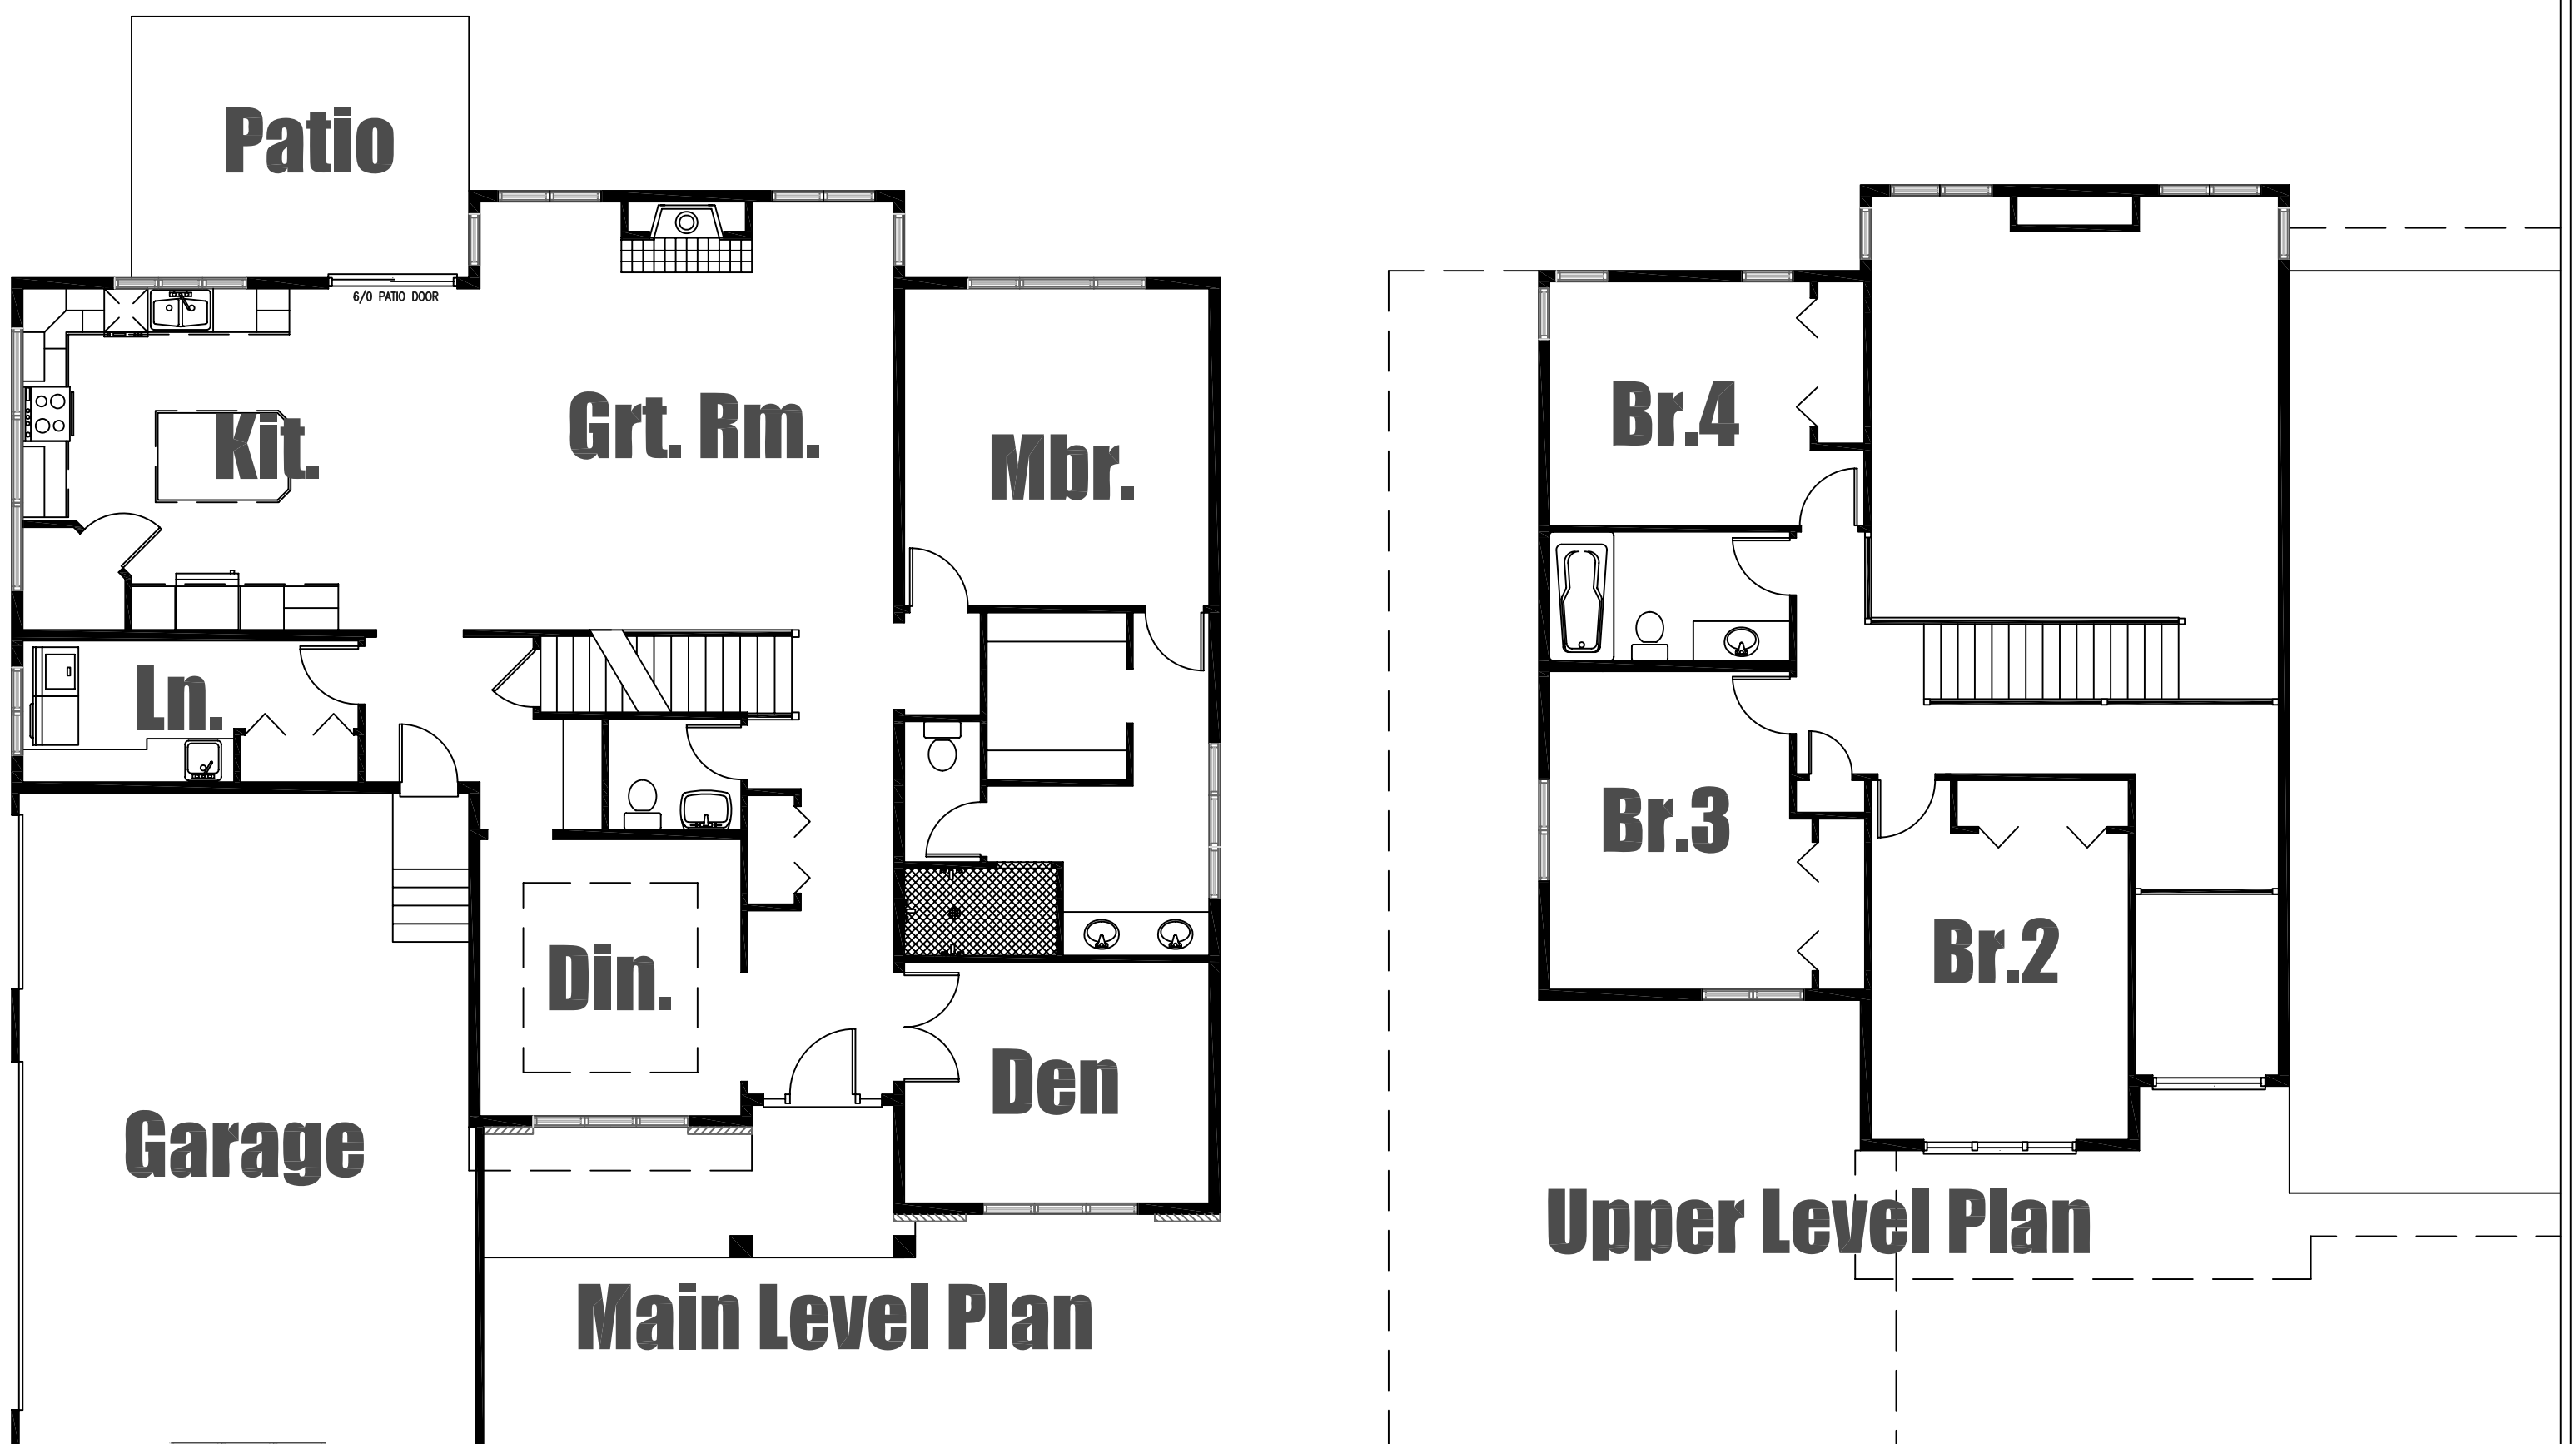 Patio
6/0 PATIO DOOR
Kit.
Grt. Rm.
Mbr.
Ln.
Din.
Den
Garage
Main Level Plan
Br.4
Br.3
Br.2
Upper Level Plan